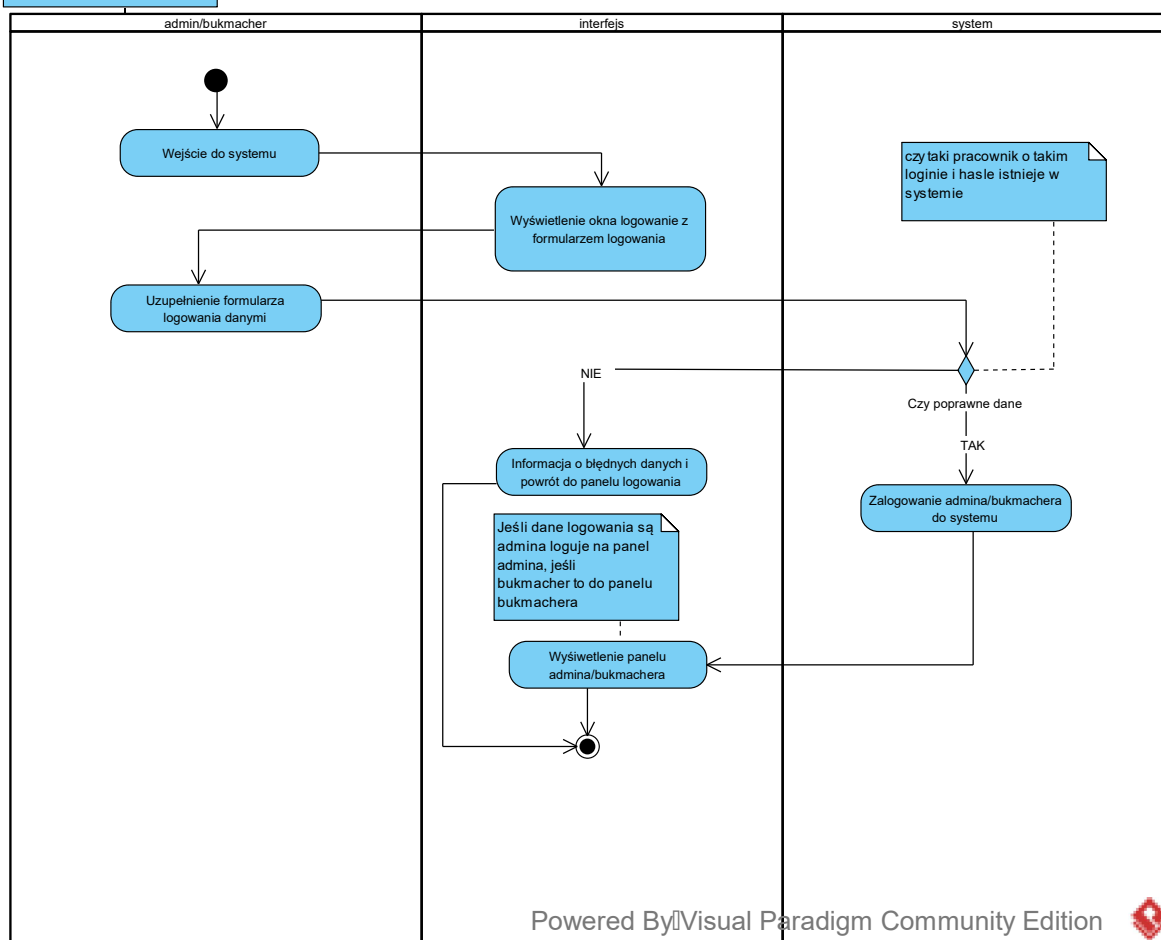 admin/bukmacher
interfejs
system
Wejście do systemu
czy taki pracownik o takim
loginie i hasle istnieje w
systemie
Wyświetlenie okna logowanie z
formularzem logowania
Uzupełnienie formularza
logowania danymi
NIE
Czy poprawne dane
TAK
Informacja o błędnych danych i
powrót do panelu logowania
Zalogowanie admina/bukmachera
do systemu
Jeśli dane logowania są
admina loguje na panel
admina, jeśli
bukmacher to do panelu
bukmachera
Wyśiwetlenie panelu
admina/bukmachera
Powered By Visual Paradigm Community Edition